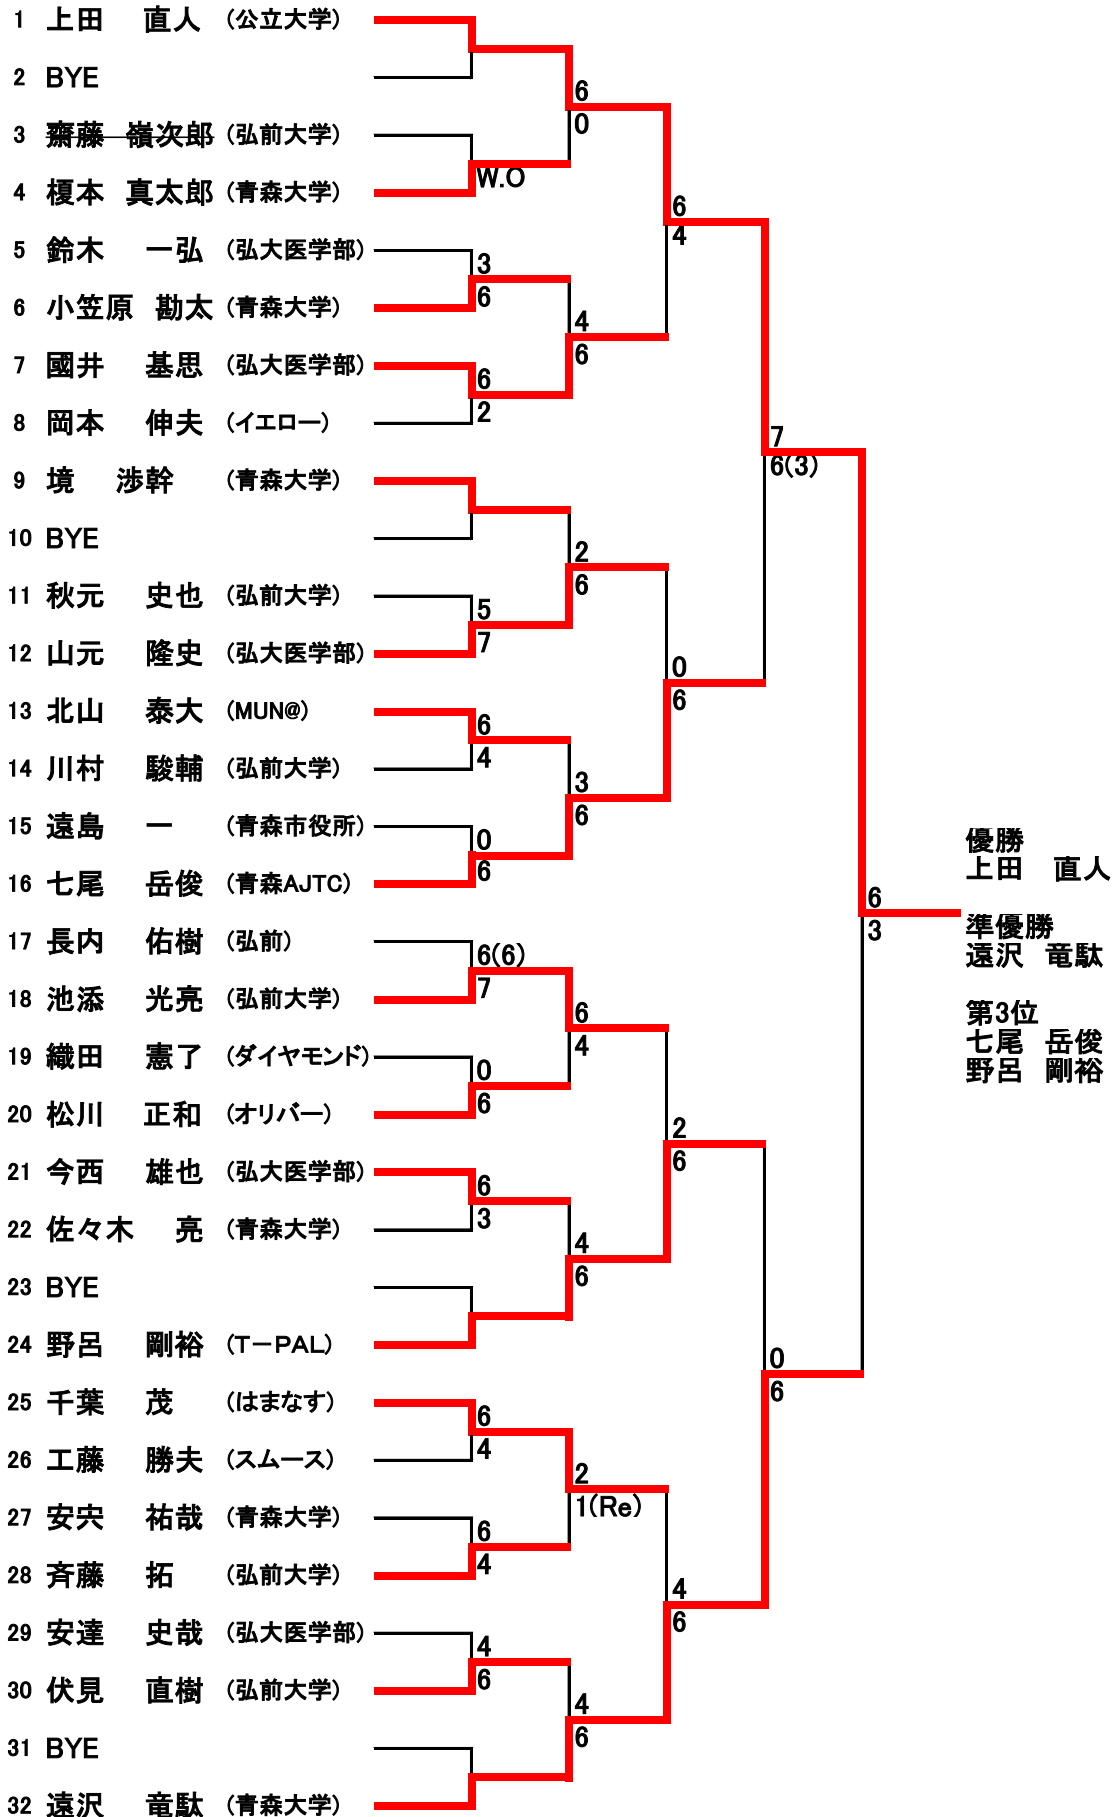 1 上田 直人 (公立大学)
2 BYE
6
0
3 齋藤 嶺次郎 (弘前大学)
W.O
4 榎本 真太郎 (青森大学)
6
4
5 鈴木 一弘 (弘大医学部)
3
6
6 小笠原 勘太 (青森大学)
4
6
7 國井 基思 (弘大医学部)
6
2
8 岡本 伸夫 (イエロー)
7
6(3)
9 境 渉幹 (青森大学)
10 BYE
2
6
11 秋元 史也 (弘前大学)
5
7
12 山元 隆史 (弘大医学部)
0
6
13 北山 泰大 (MUN@)
6
4
14 川村 駿輔 (弘前大学)
3
6
15 遠島 一 (青森市役所)
0
6
16 七尾 岳俊 (青森AJTC)
6
3
17 長内 佑樹 (弘前)
6(6)
7
18 池添 光亮 (弘前大学)
6
4
19 織田 憲了 (ダイヤモンド)
0
6
20 松川 正和 (オリバー)
2
6
21 今西 雄也 (弘大医学部)
6
3
22 佐々木 亮 (青森大学)
4
6
23 BYE
24 野呂 剛裕 (T－PAL)
0
6
25 千葉 茂 (はまなす)
6
4
26 工藤 勝夫 (スムース)
2
1(Re)
27 安宍 祐哉 (青森大学)
6
4
28 斉藤 拓 (弘前大学)
4
6
29 安達 史哉 (弘大医学部)
4
6
30 伏見 直樹 (弘前大学)
4
6
31 BYE
32 遠沢 竜駄 (青森大学)
優勝
上田 直人
準優勝
遠沢 竜駄
第3位
七尾 岳俊
野呂 剛裕